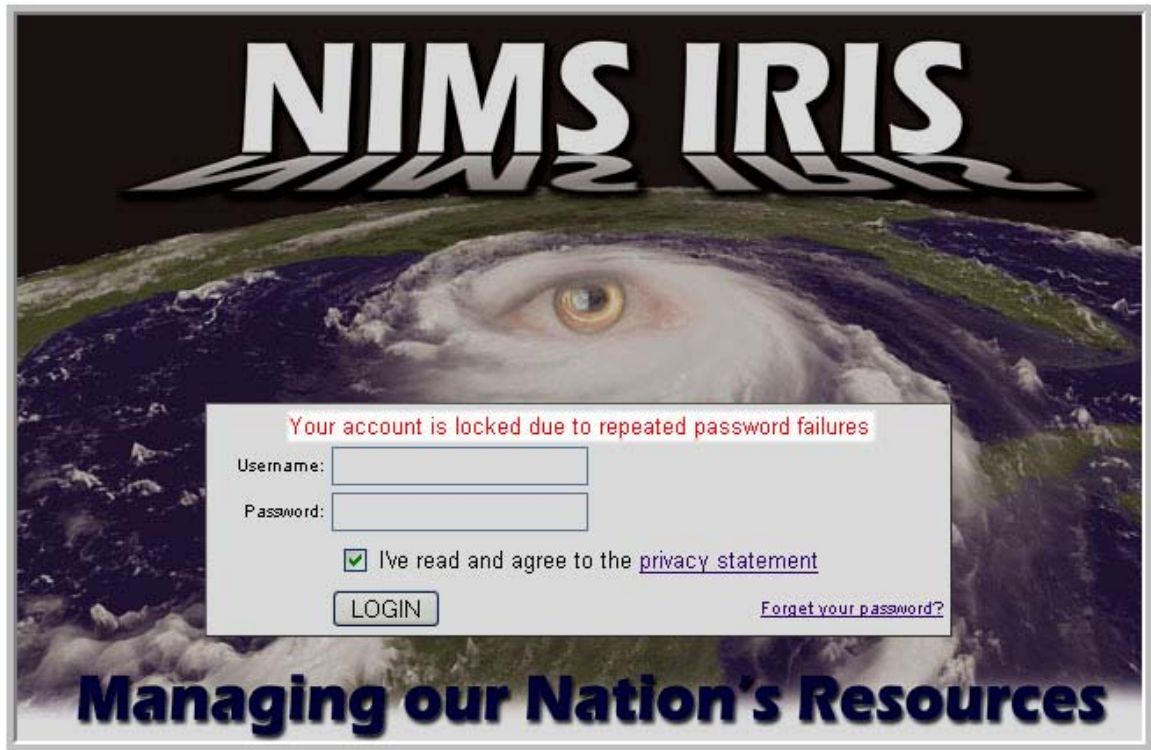 NIMS IRIS
Your account is locked due to repeated password failures
Username:
Password:
I've read and agree to the privacy statement
LOGIN
Forget your password?
Managing our Nation's Resources